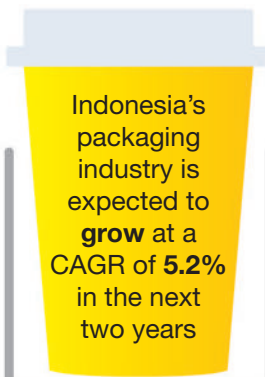 Indonesia's
packaging
industry is
expected to
grow at a
CAGR of 5.2%
in the next
two years